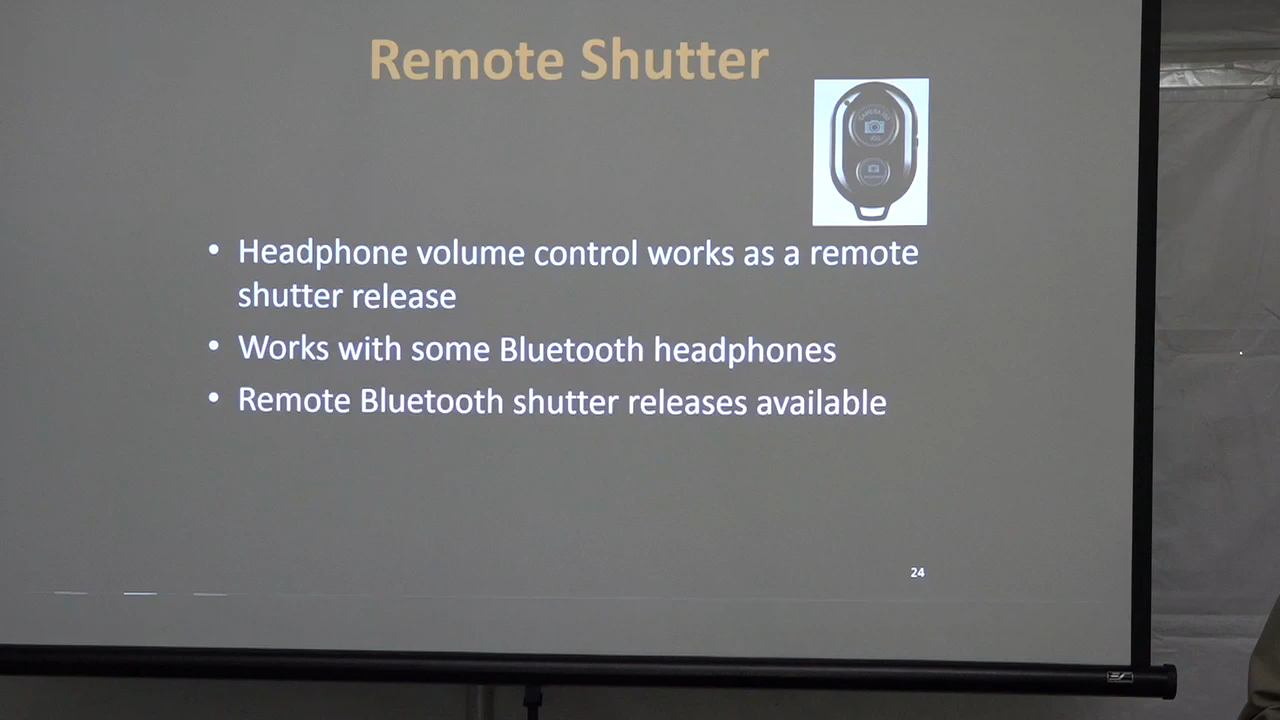 Remote Shutter
• Headphone volume control works as a remote
shutter release
• Works with some Bluetooth headphones
• Remote Bluetooth shutter releases available
24